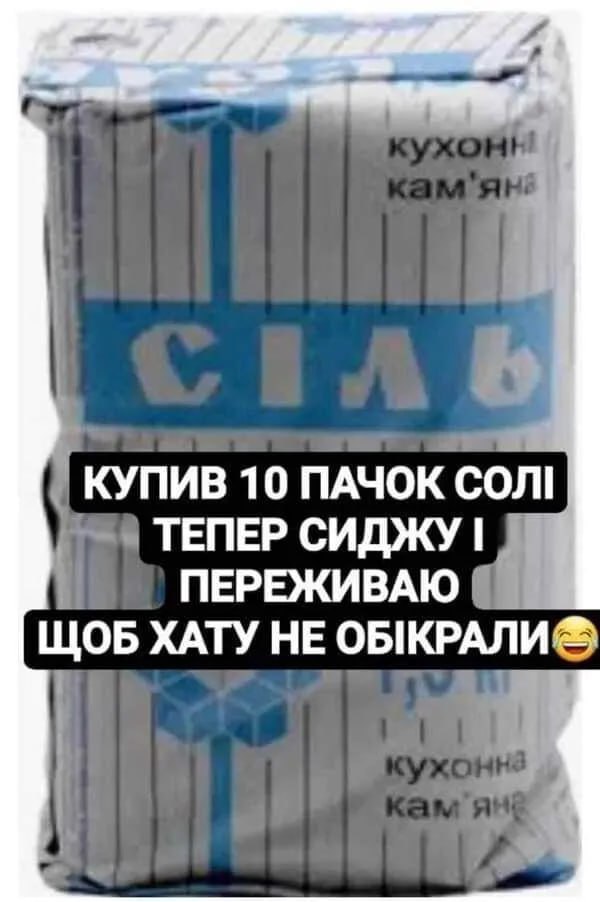 кухонна
кам'яна
СІЛЬ
КУПИВ 10 ПАЧОК СОЛІ
ТЕПЕР СИДЖУ І
ПЕРЕЖИВАЮ
ЩОБ ХАТУ НЕ ОБІКРАЛИ😂
кухонна
кам'яна